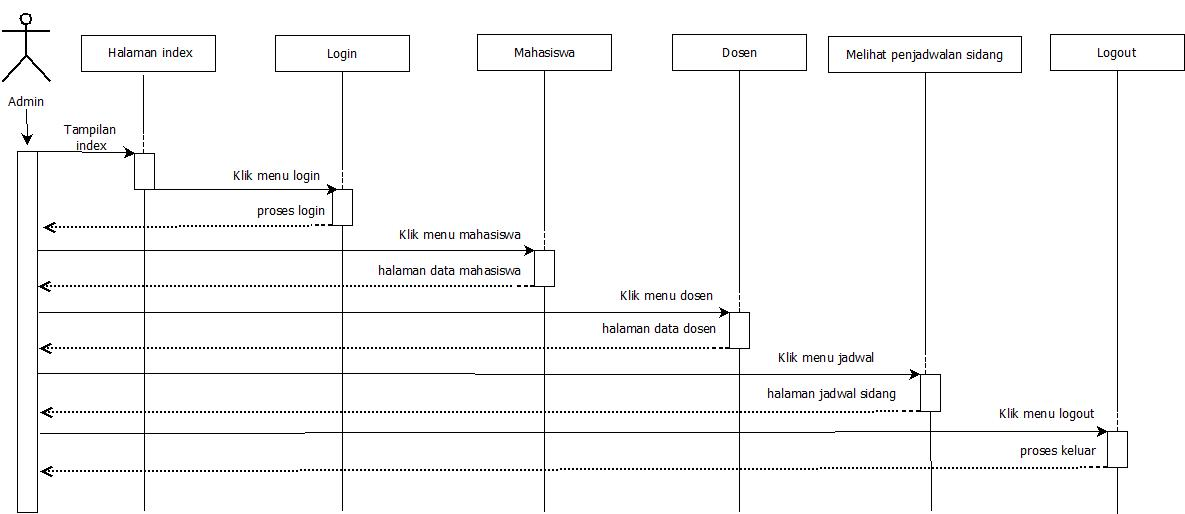 Halaman index
Login
Mahasiswa
Dosen
Melihat penjadwalan sidang
Logout
Admin
Tampilan
index
Klik menu login
proses login
Klik menu mahasiswa
halaman data mahasiswa
Klik menu dosen
halaman data dosen
Klik menu jadwal
halaman jadwal sidang
Klik menu logout
proses keluar